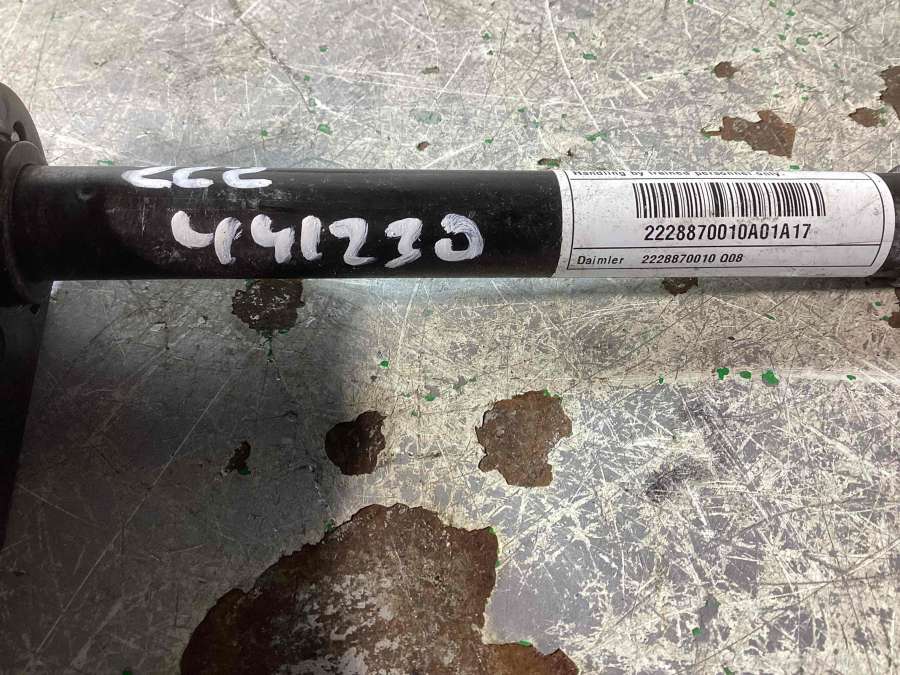 Handling by trained personnel only.
2228870010A01A17
Daimler 2228870010 Q08
222
441230